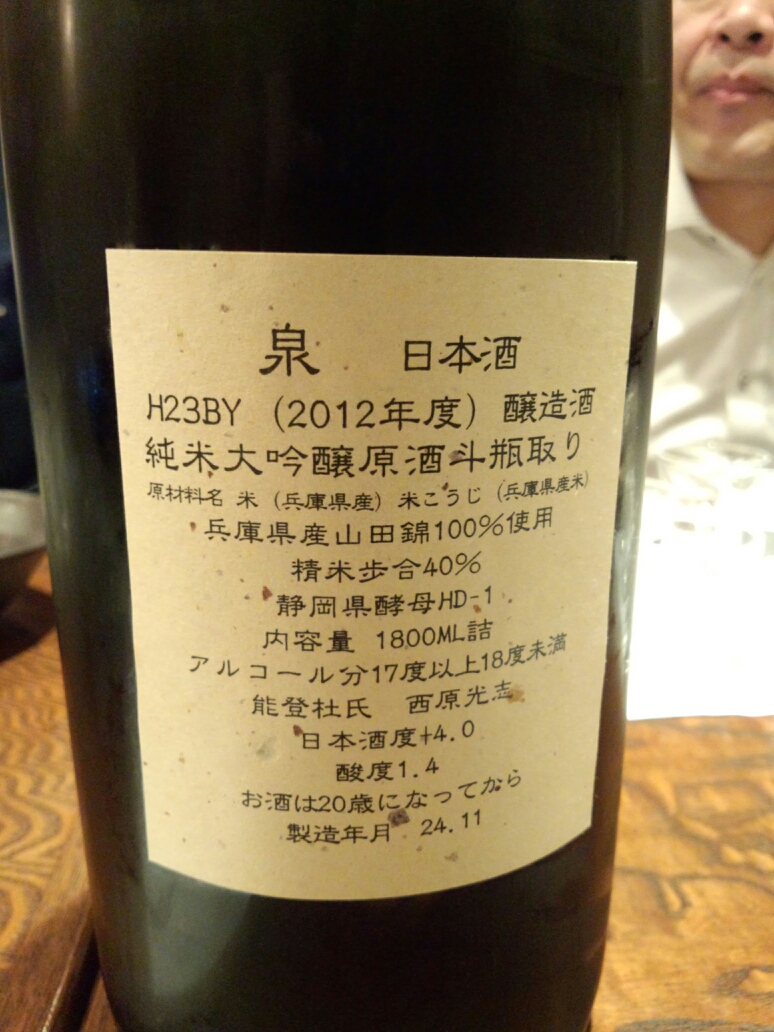 泉 日本酒
H23BY (2012年度) 醸造酒
純米大吟醸原酒斗瓶取り
原材料名 米 (兵庫県産) 米こうじ (兵庫県産米)
兵庫県産山田錦100%使用
精米歩合40%
静岡県酵母HD-1
内容量 1800ML詰
アルコール分17度以上18度未満
能登杜氏 西原光志
日本酒度+4.0
酸度1.4
お酒は20歳になってから
製造年月 24.11